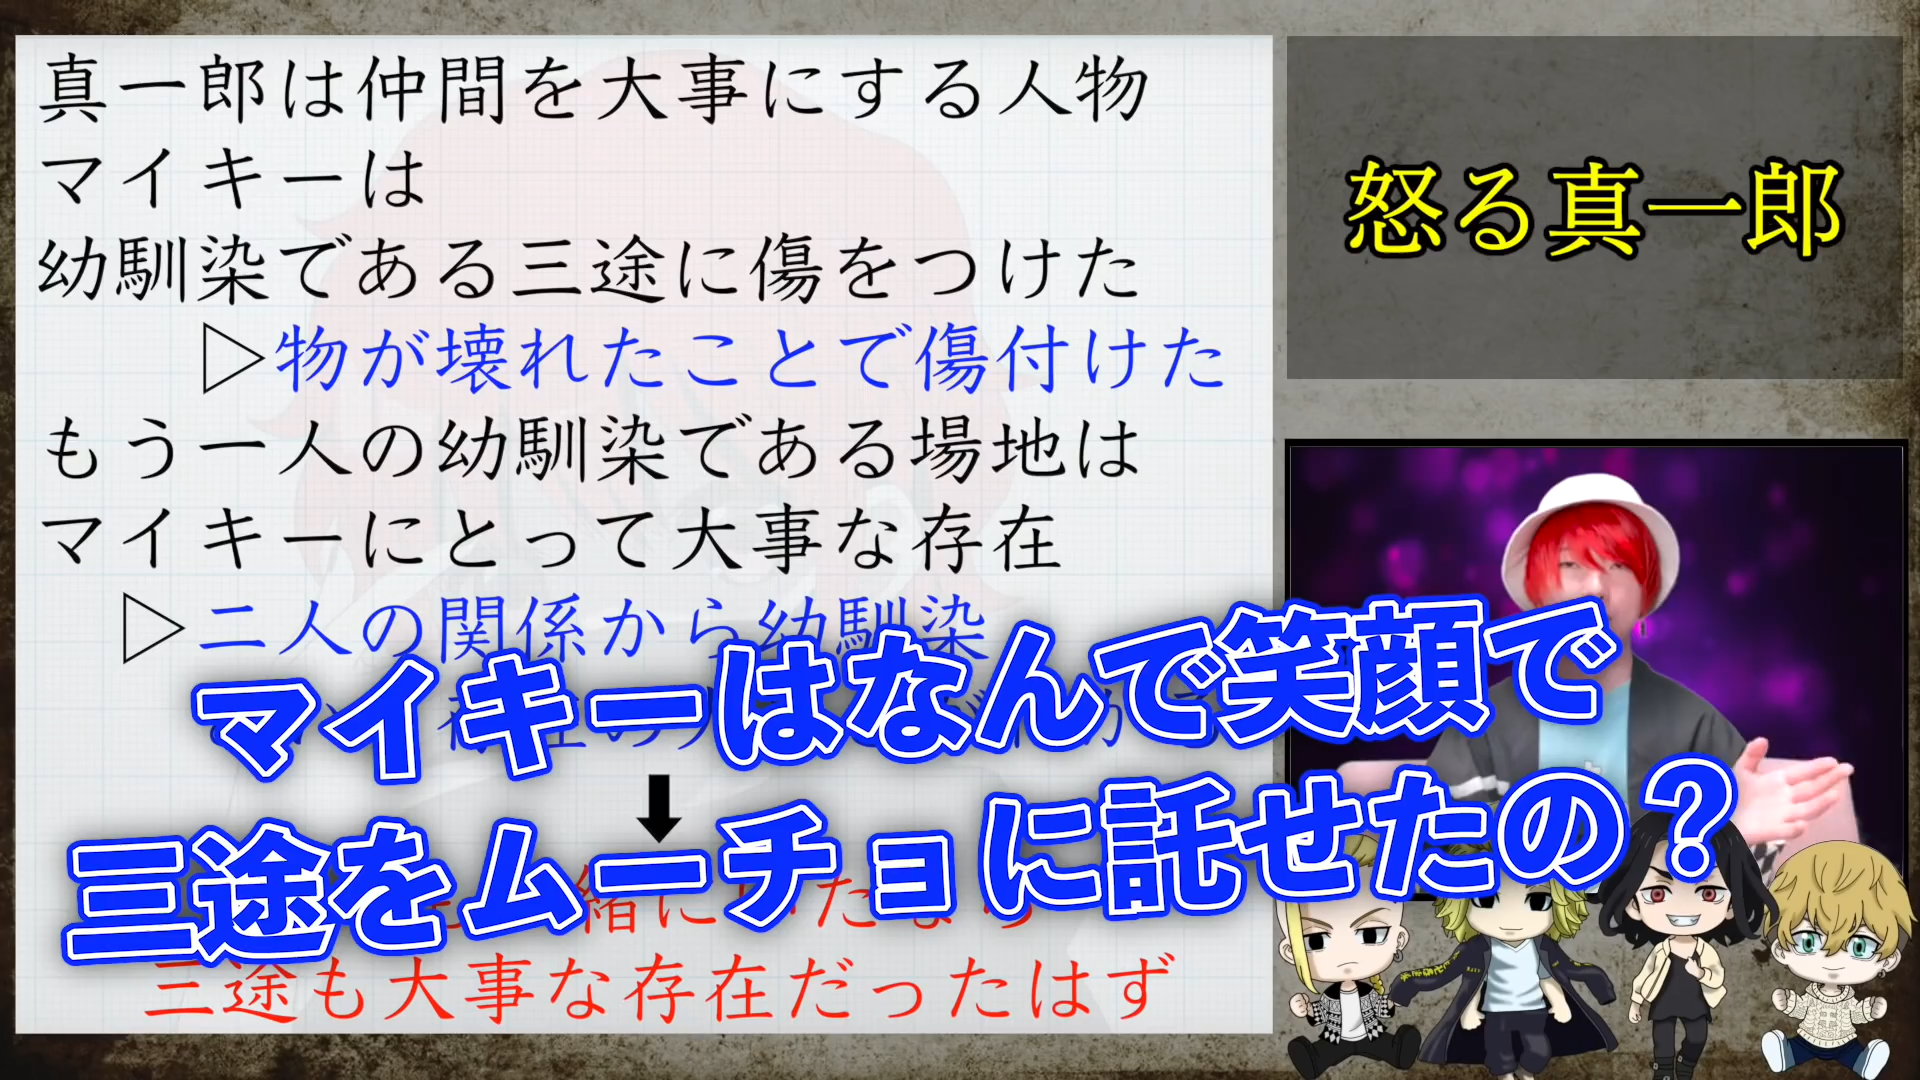 真一郎は仲間を大事にする人物
マイキーは
幼馴染である三途に傷をつけた
▷物が壊れたことで傷付けた
もう一人の幼馴染である場地は
マイキーにとって大事な存在
▷二人の関係から幼馴染
三途も大事な存在だったはず
怒る真一郎
マイキーはなんで笑顔で
三途をムーチョに託せたの？